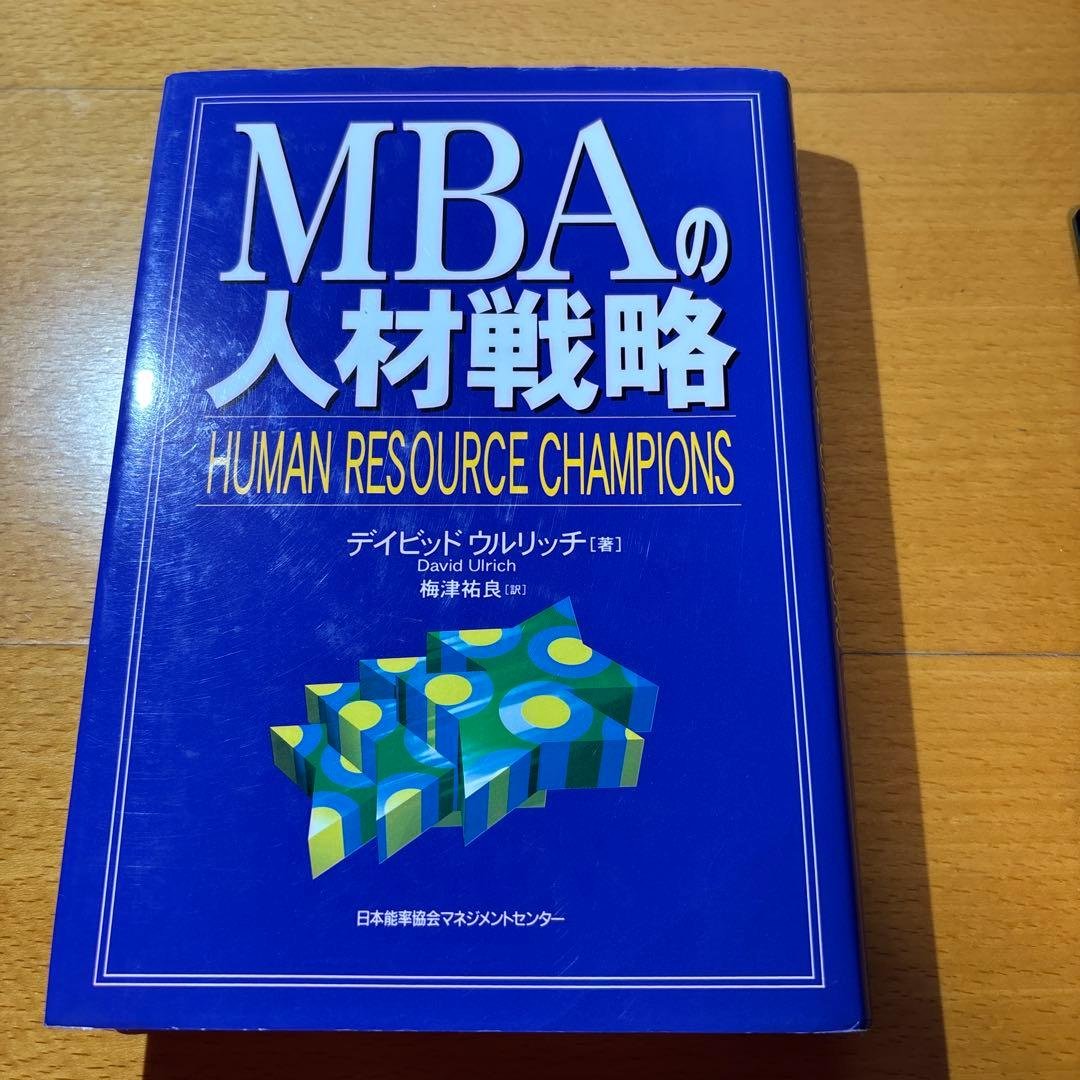 MBAの
人材戦略
HUMAN RESOURCE CHAMPIONS
デイビッド ウルリッチ[著]
David Ulrich
梅津祐良[訳]
日本能率協会マネジメントセンター